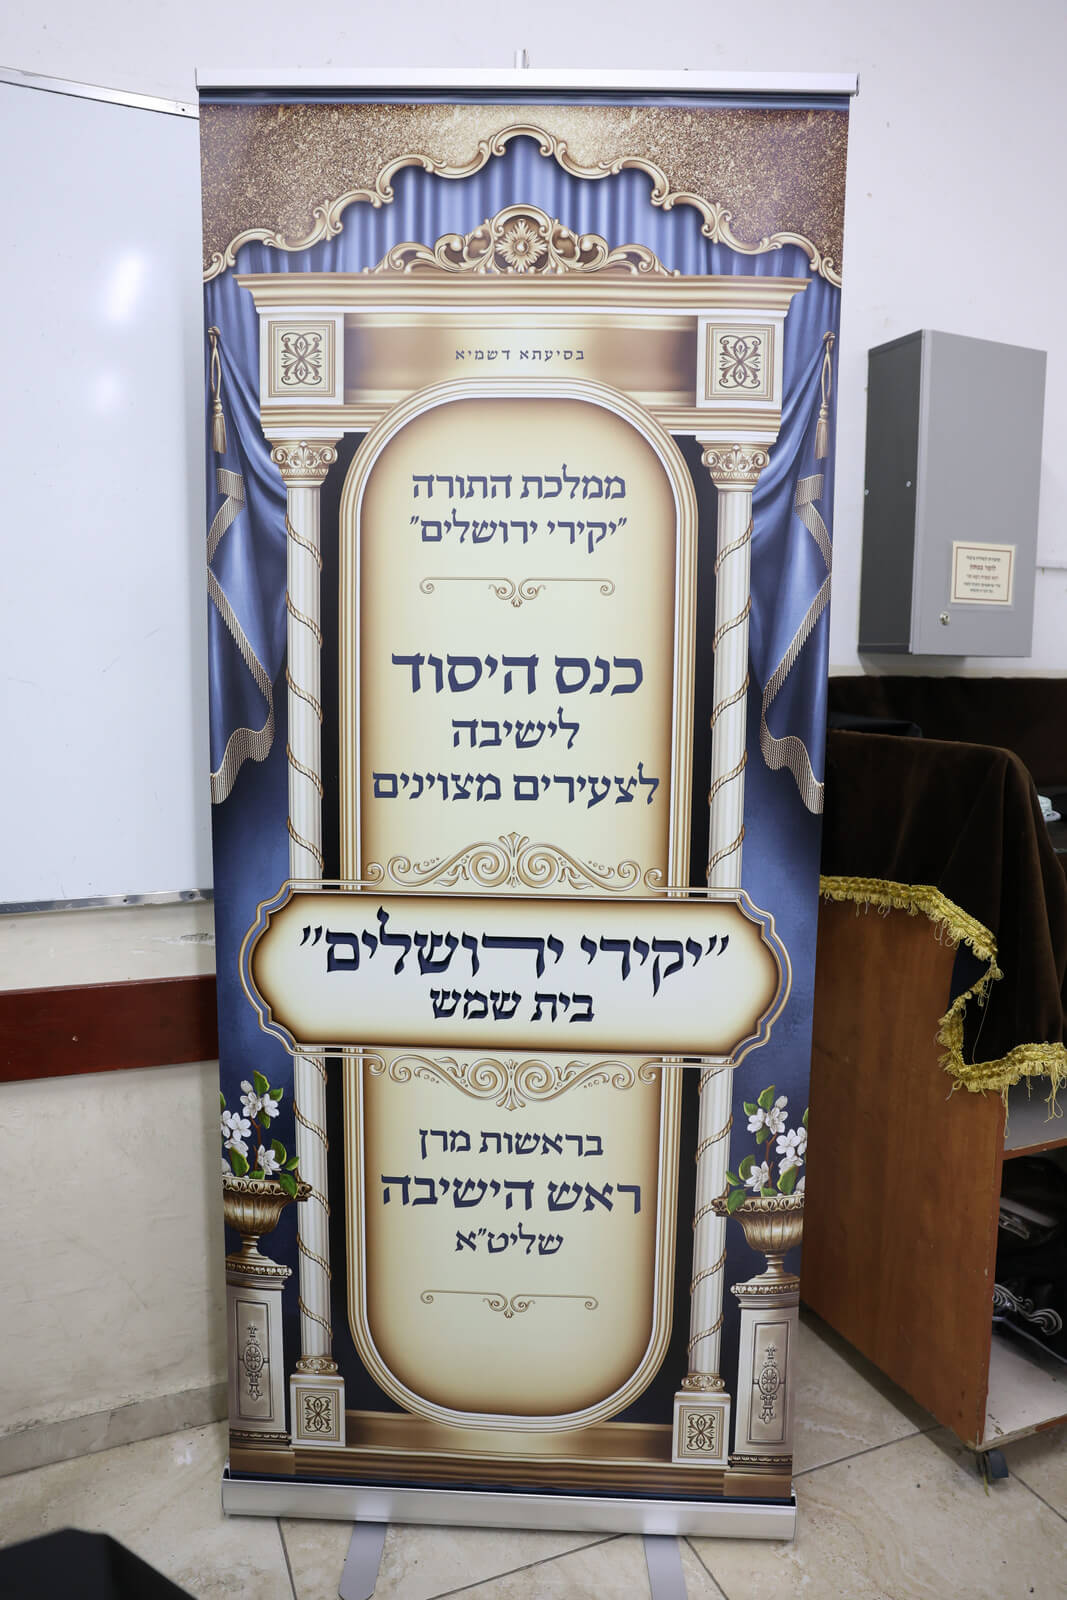 בסיעתא דשמיא
ממלכת התורה
"יקירי ירושלים"
כנס היסוד
לישיבה
לצעירים מצוינים
"יקירי ירושלים"
בית שמש
בראשות מרן
ראש הישיבה
שליט"א